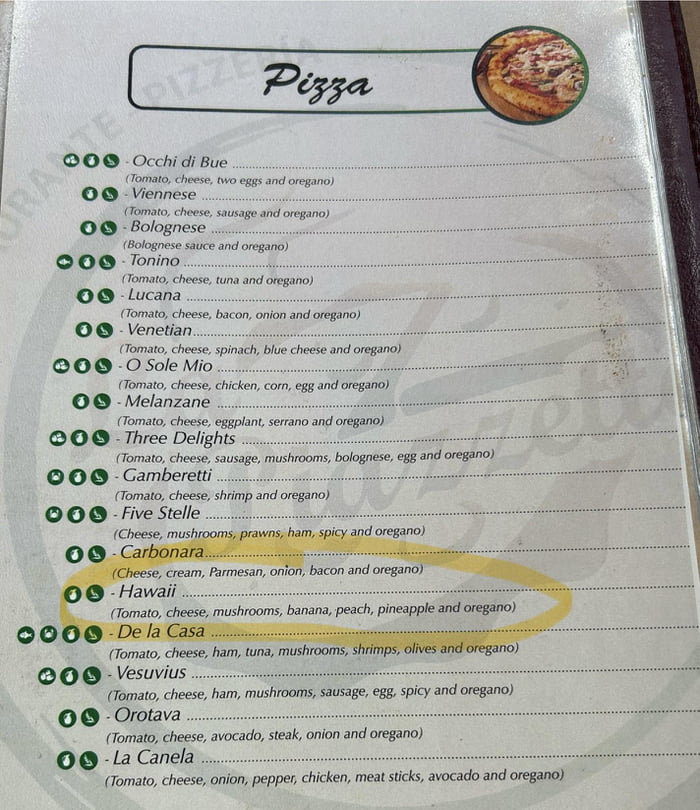 Pizza
RESTAURANTE PIZZERÍA
- Occhi di Bue
(Tomato, cheese, two eggs and oregano)
- Viennese
(Tomato, cheese, sausage and oregano)
- Bolognese
(Bolognese sauce and oregano)
- Tonino
(Tomato, cheese, tuna and oregano)
- Lucana
(Tomato, cheese, bacon, onion and oregano)
- Venetian
(Tomato, cheese, spinach, blue cheese and oregano)
- O Sole Mio
(Tomato, cheese, chicken, corn, egg and oregano)
- Melanzane
(Tomato, cheese, eggplant, serrano and oregano)
- Three Delights
(Tomato, cheese, sausage, mushrooms, bolognese, egg and oregano)
- Gamberetti
(Tomato, cheese, shrimp and oregano)
- Five Stelle
(Cheese, mushrooms, prawns, ham, spicy and oregano)
- Carbonara
(Cheese, cream, Parmesan, onion, bacon and oregano)
- Hawaii
(Tomato, cheese, mushrooms, banana, peach, pineapple and oregano)
- De la Casa
(Tomato, cheese, ham, tuna, mushrooms, shrimps, olives and oregano)
- Vesuvius
(Tomato, cheese, ham, mushrooms, sausage, egg, spicy and oregano)
- Orotava
(Tomato, cheese, avocado, steak, onion and oregano)
- La Canela
(Tomato, cheese, onion, pepper, chicken, meat sticks, avocado and oregano)